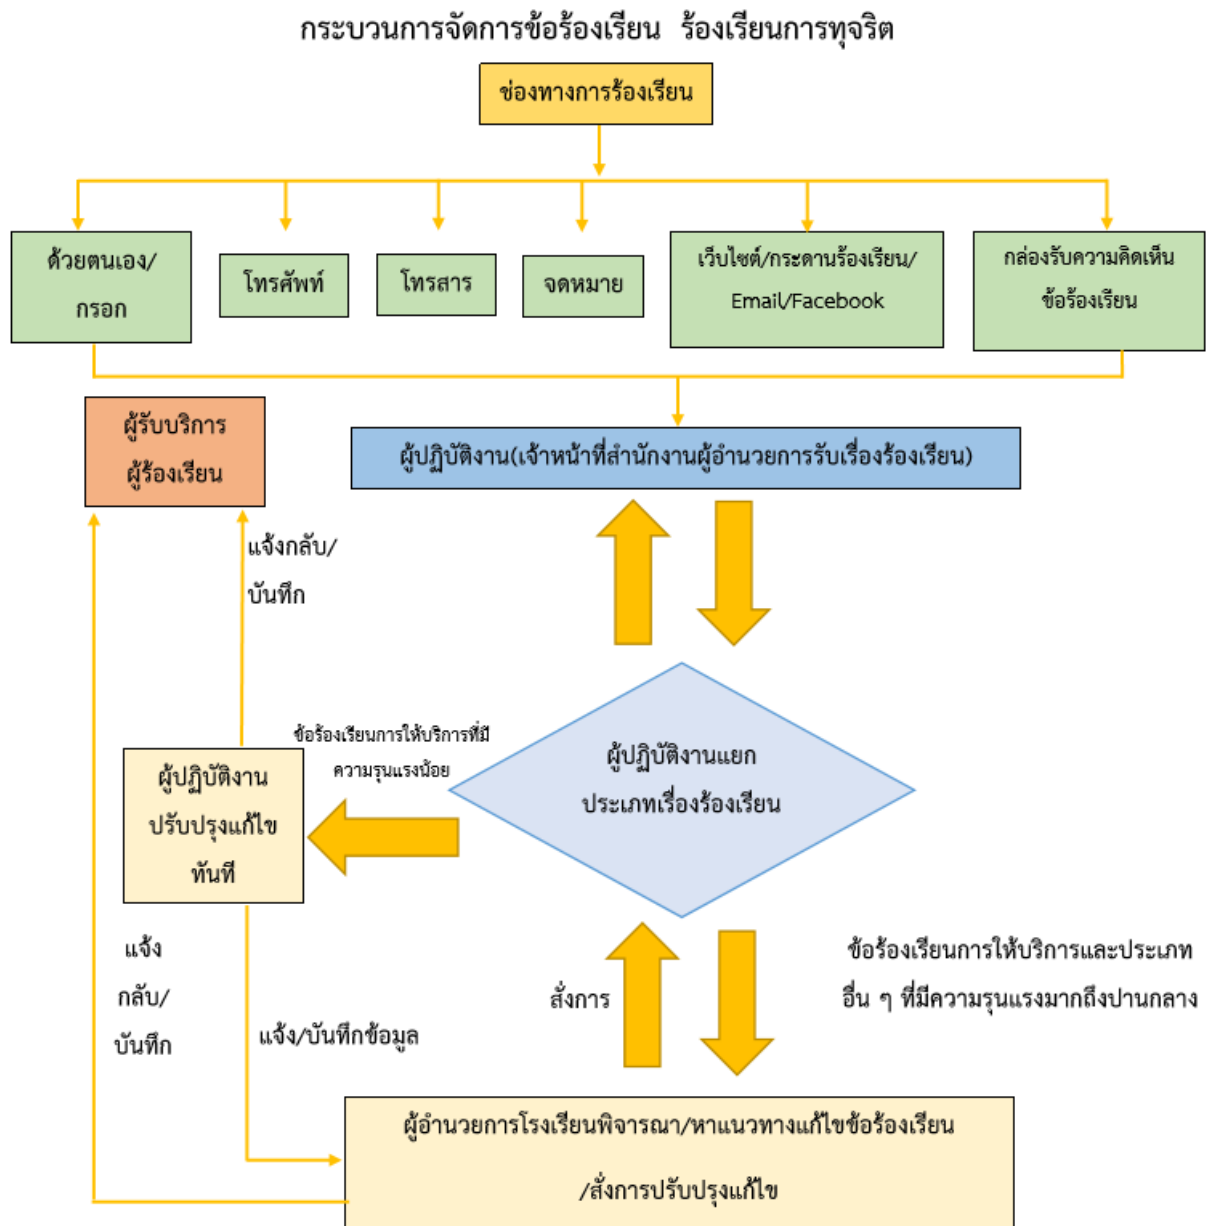 กระบวนการจัดการข้อร้องเรียน ร้องเรียนการทุจริต
ช่องทางการร้องเรียน
ด้วยตนเอง/
กรอก
โทรศัพท์
โทรสาร
จดหมาย
เว็บไซต์/กระดานร้องเรียน/
Email/Facebook
กล่องรับความคิดเห็น
ข้อร้องเรียน
ผู้รับบริการ
ผู้ร้องเรียน
ผู้ปฏิบัติงาน(เจ้าหน้าที่สำนักงานผู้อำนวยการรับเรื่องร้องเรียน)
แจ้งกลับ/
บันทึก
ข้อร้องเรียนการให้บริการที่มี
ความรุนแรงน้อย
ผู้ปฏิบัติงานแยก
ประเภทเรื่องร้องเรียน
ผู้ปฏิบัติงาน
ปรับปรุงแก้ไข
ทันที
แจ้ง
กลับ/
บันทึก
แจ้ง/บันทึกข้อมูล
สั่งการ
ข้อร้องเรียนการให้บริการและประเภท
อื่น ๆ ที่มีความรุนแรงมากถึงปานกลาง
ผู้อำนวยการโรงเรียนพิจารณา/หาแนวทางแก้ไขข้อร้องเรียน
/สั่งการปรับปรุงแก้ไข